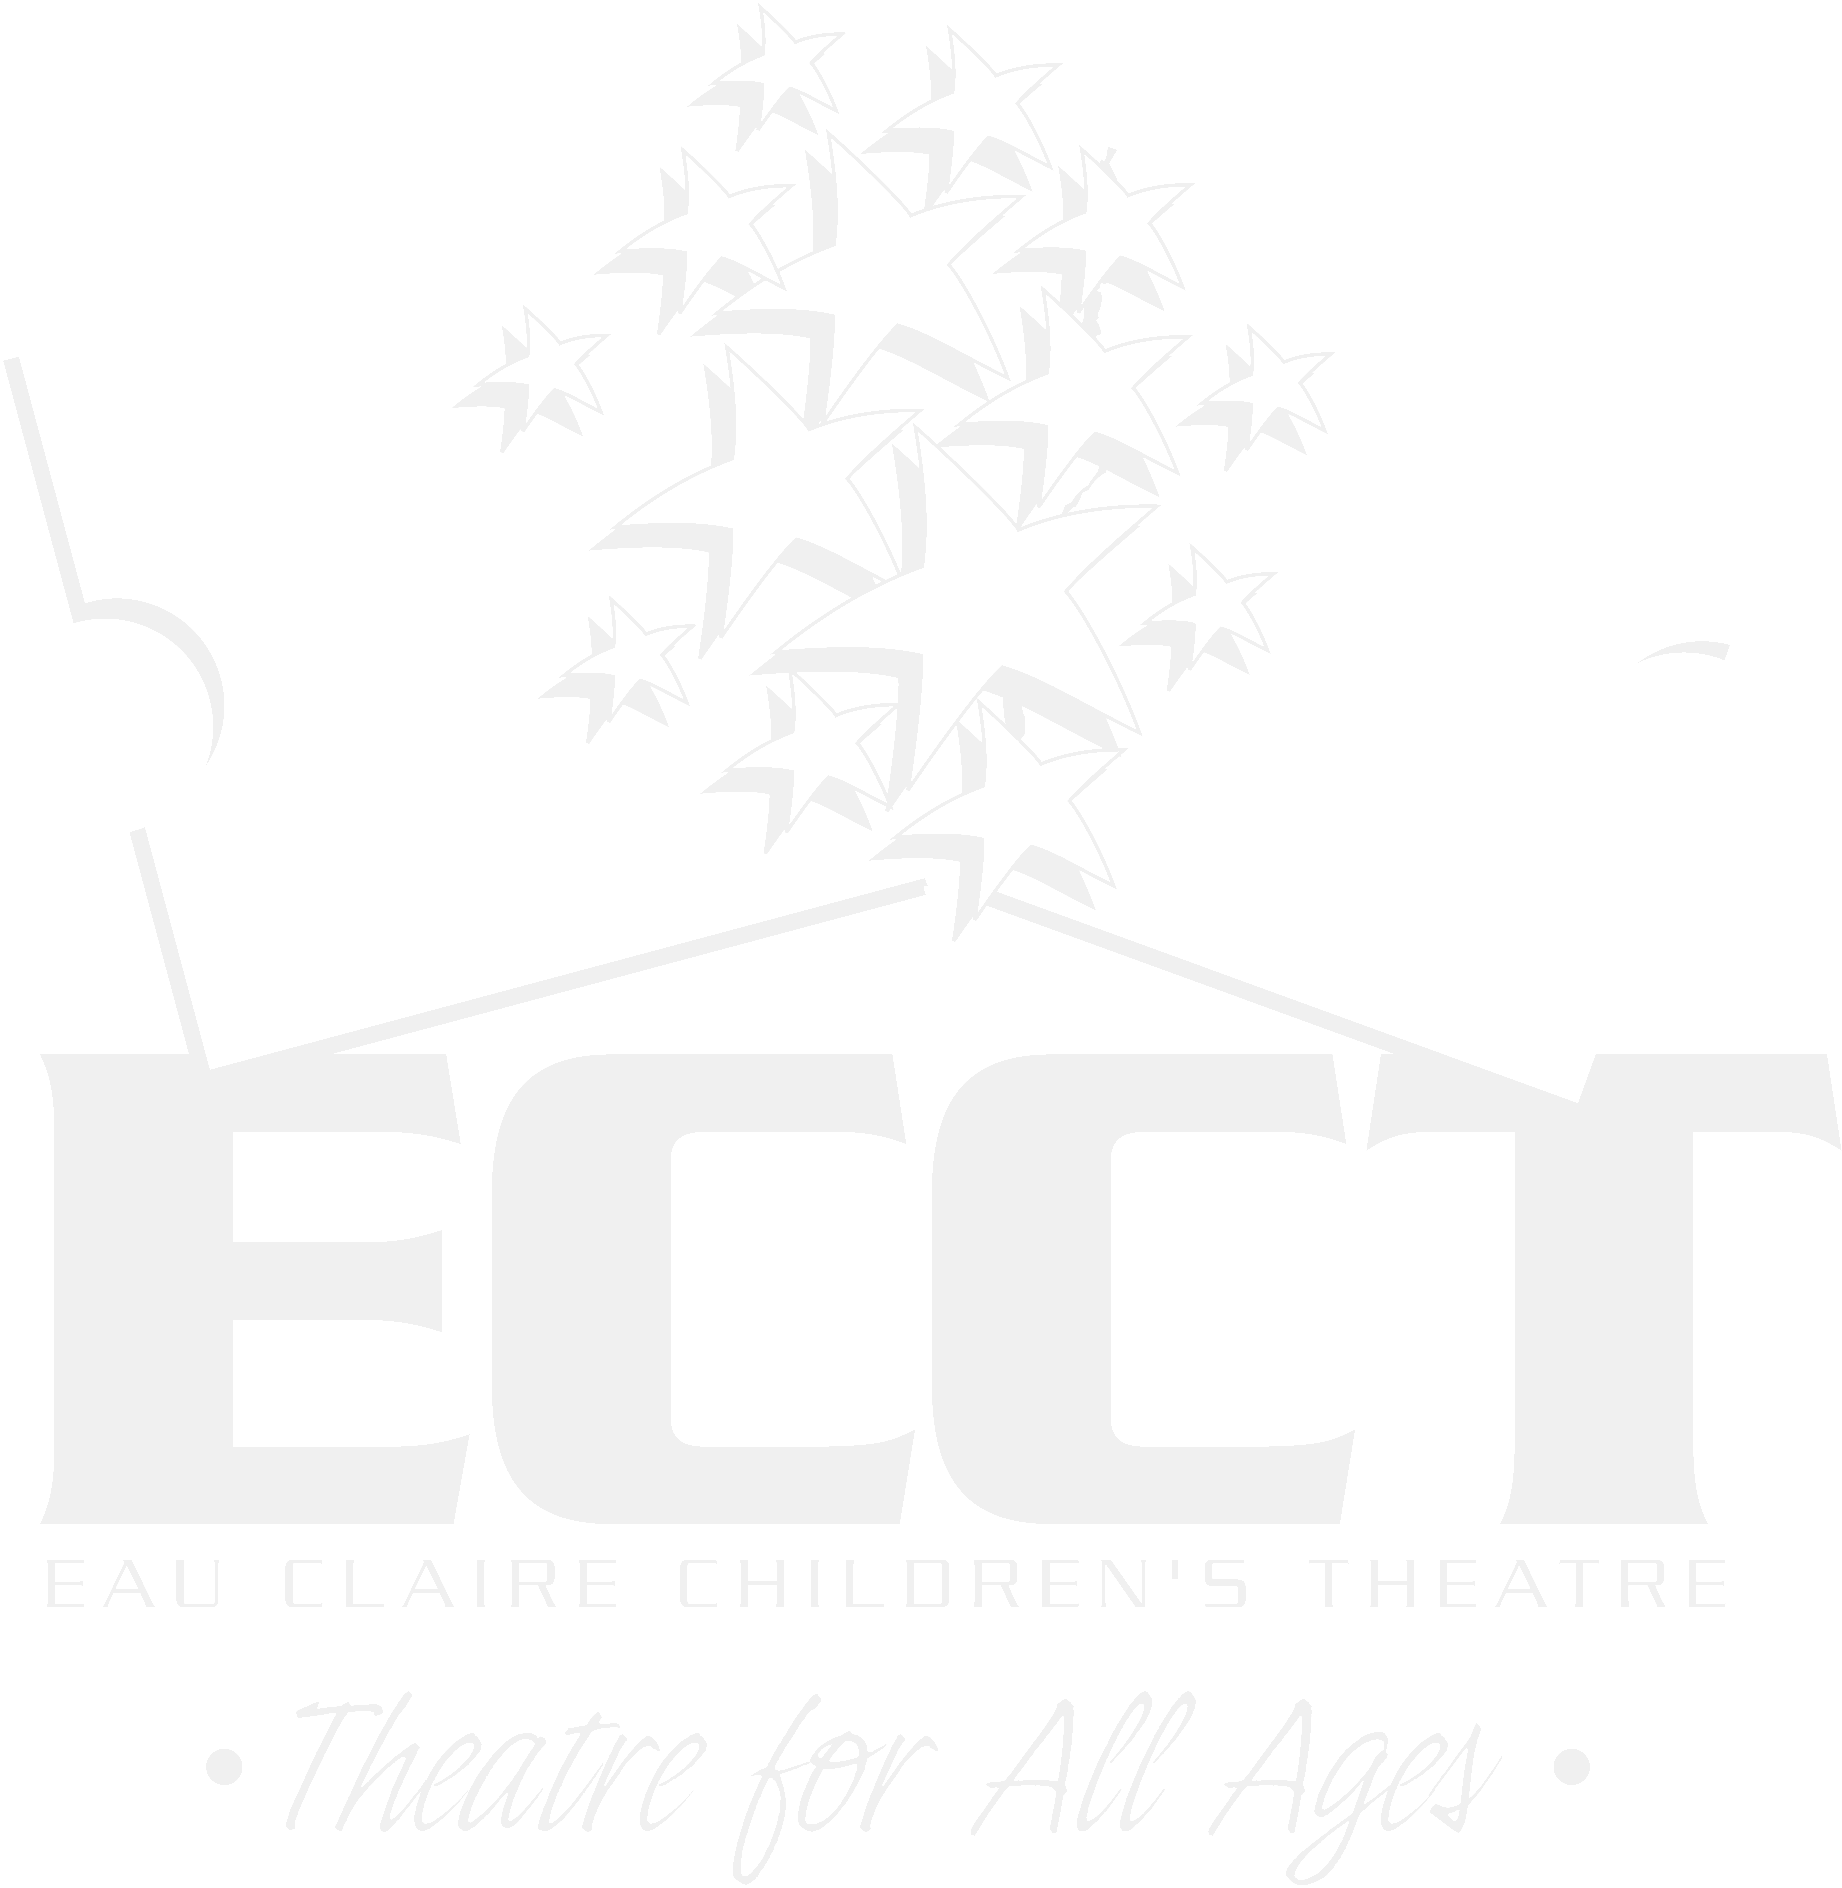 ECCT
EAU CLAIRE CHILDREN'S THEATRE
• Theatre for All Ages •